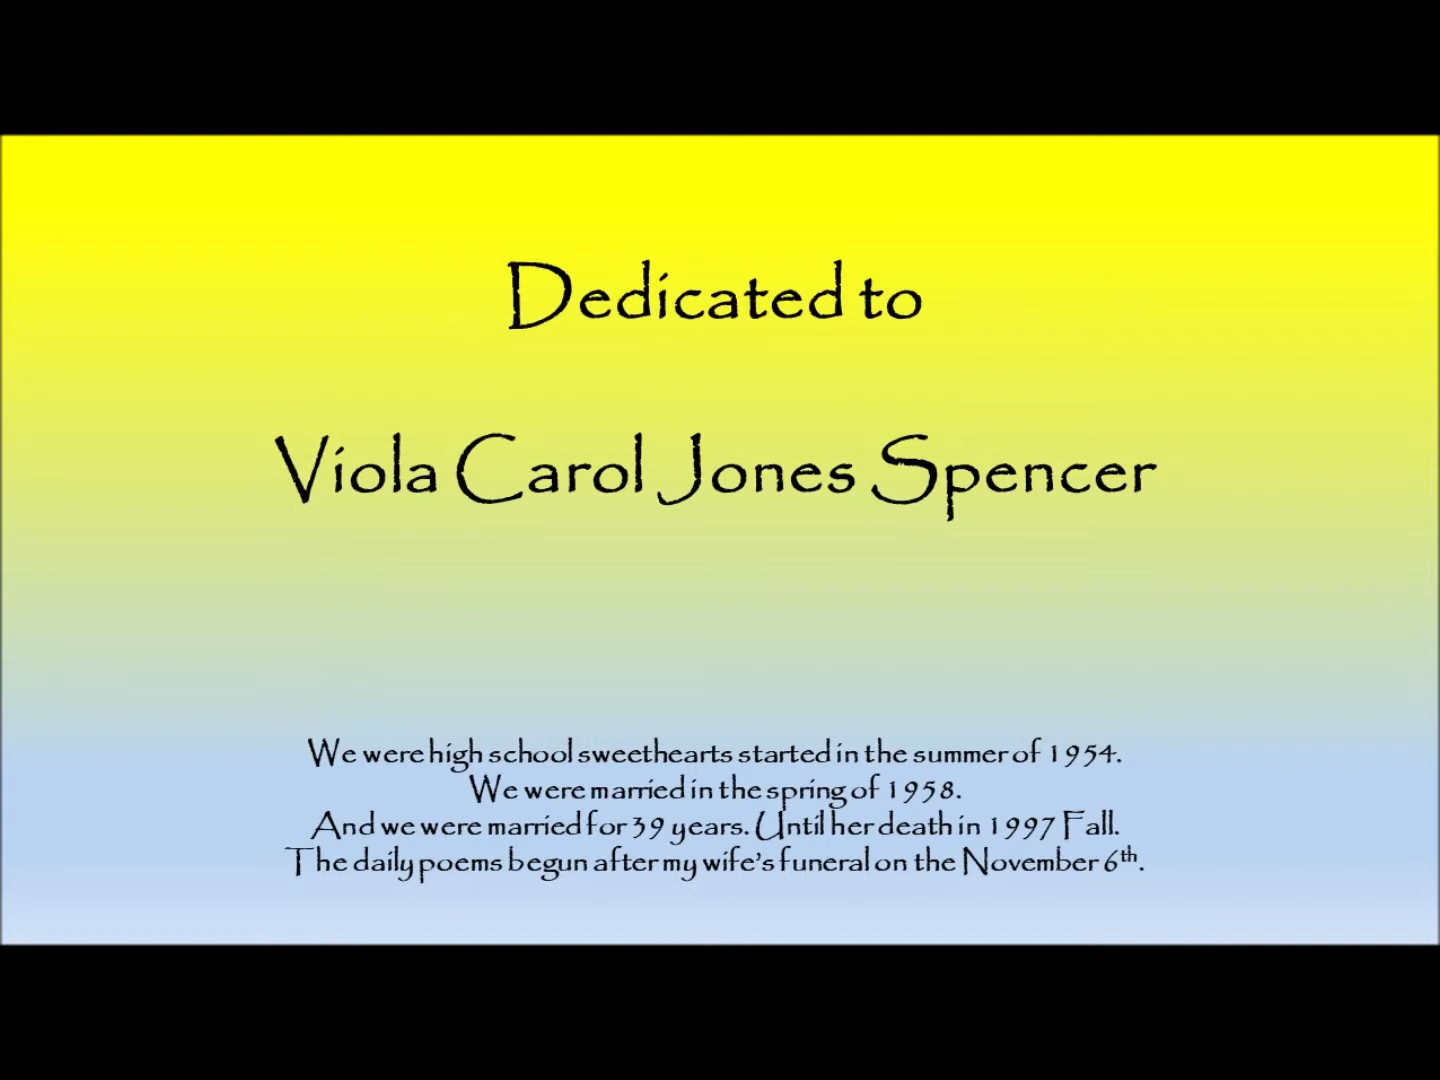 Dedicated to
Viola Carol Jones Spencer
We were high school sweethearts started in the summer of 1954.
We were married in the spring of 1958.
And we were married for 39 years. Until her death in 1997 Fall.
The daily poems begun after my wife's funeral on the November 6th.